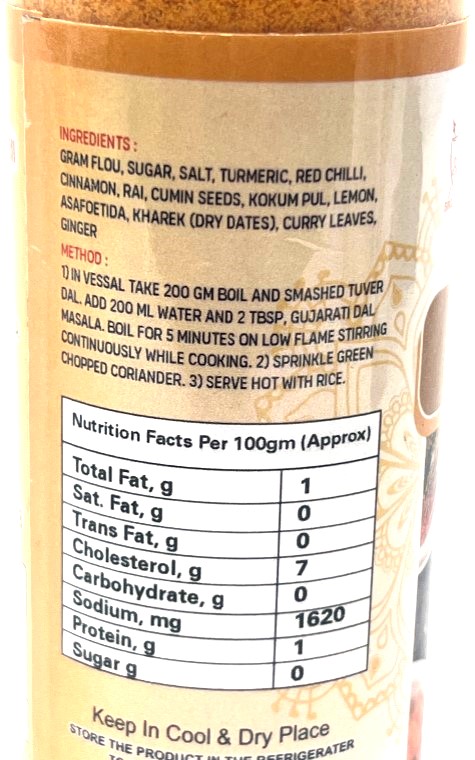 INGREDIENTS :
GRAM FLOU, SUGAR, SALT, TURMERIC, RED CHILLI,
CINNAMON, RAI, CUMIN SEEDS, KOKUM PUL, LEMON,
ASAFOETIDA, KHAREK (DRY DATES), CURRY LEAVES,
GINGER
METHOD :
1) IN VESSAL TAKE 200 GM BOIL AND SMASHED TUVER
DAL. ADD 200 ML WATER AND 2 TBSP, GUJARATI DAL
MASALA. BOIL FOR 5 MINUTES ON LOW FLAME STIRRING
CONTINUOUSLY WHILE COOKING. 2) SPRINKLE GREEN
CHOPPED CORIANDER. 3) SERVE HOT WITH RICE.
Nutrition Facts Per 100gm (Approx)
Total Fat, g 1
Sat. Fat, g 0
Trans Fat, g 0
Cholesterol, g 7
Carbohydrate, g 0
Sodium, mg 1620
Protein, g 1
Sugar g 0
Keep In Cool & Dry Place
STORE THE PRODUCT IN THE REFRIGERATER